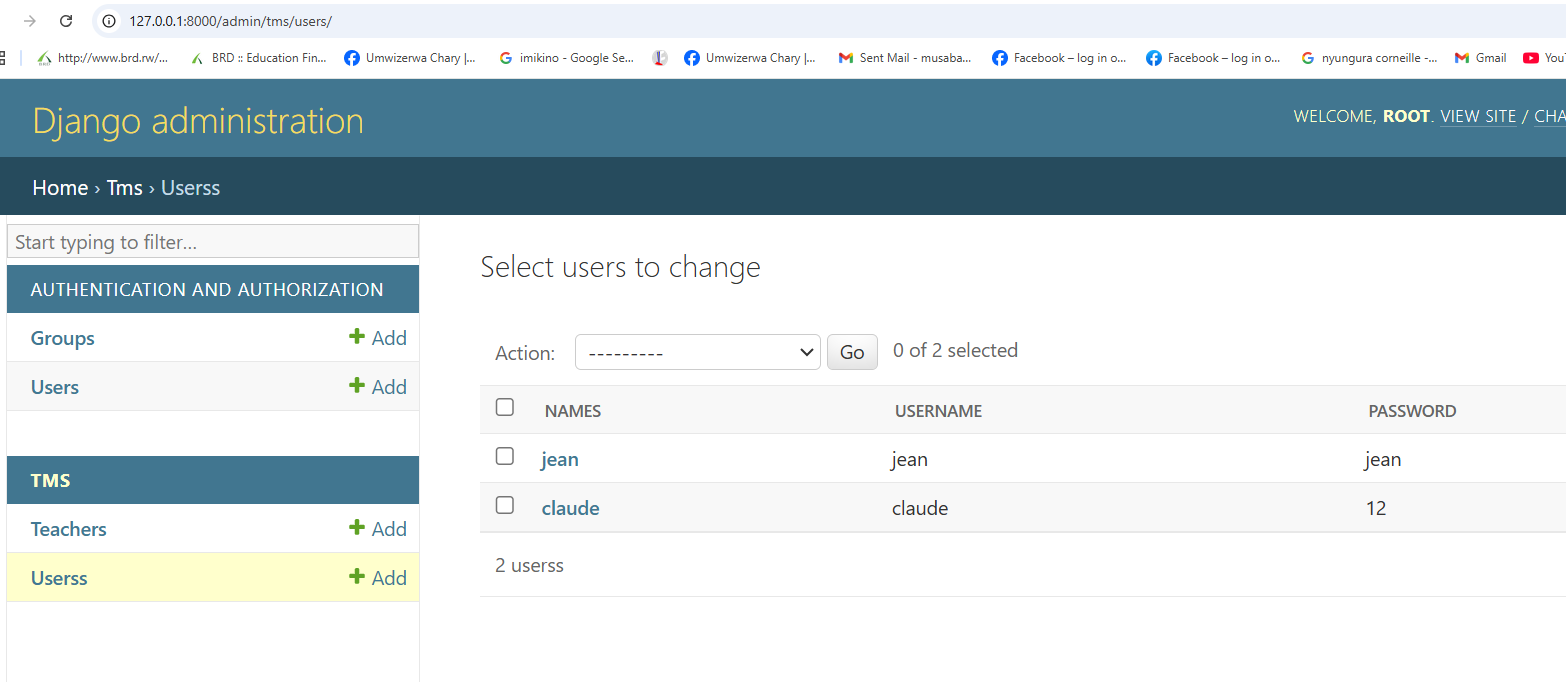 127.0.0.1:8000/admin/tms/users/
http://www.brd.rw/... BRD :: Education Fin... Umwizerwa Chary |... imikino - Google Se... Umwizerwa Chary |... Sent Mail - musaba... Facebook – log in o... Facebook – log in o... nyungura corneille -... Gmail You
Django administration
WELCOME, ROOT. VIEW SITE / CHA
Home › Tms › Userss
Start typing to filter...
AUTHENTICATION AND AUTHORIZATION
Groups + Add
Users + Add
TMS
Teachers + Add
Userss + Add
Select users to change
Action: --------- Go 0 of 2 selected
NAMES USERNAME PASSWORD
jean jean jean
claude claude 12
2 userss